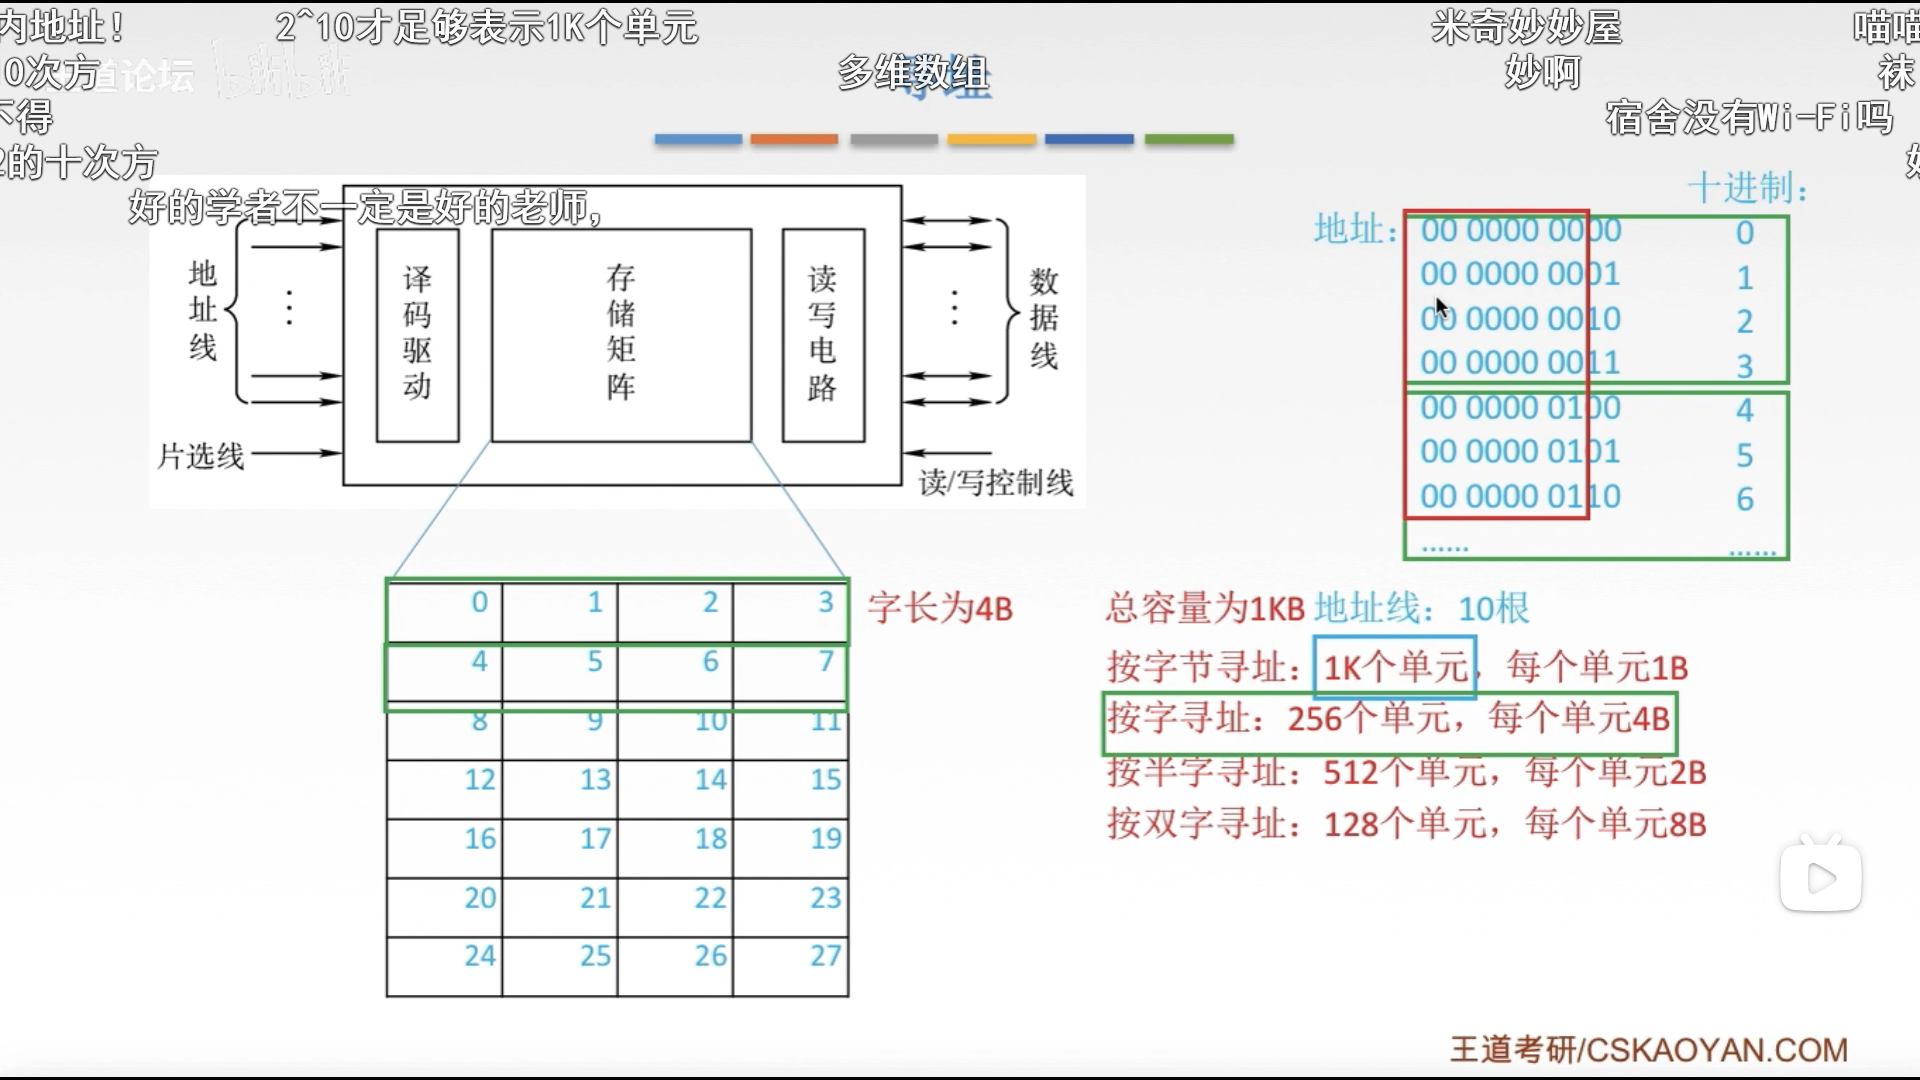 内地址！
2^10才足够表示1K个单元
米奇妙妙屋
喵喵
0次方
王道论坛
bilibili
多维数组
寻址
妙啊
袜
不得
宿舍没有Wi-Fi吗
2的十次方
好的学者不一定是好的老师,
地址线
译码驱动
存储矩阵
读写电路
数据线
片选线
读/写控制线
十进制：
地址：
00 0000 0000 0
00 0000 0001 1
00 0000 0010 2
00 0000 0011 3
00 0000 0100 4
00 0000 0101 5
00 0000 0110 6
…… ……
0 1 2 3
4 5 6 7
8 9 10 11
12 13 14 15
16 17 18 19
20 21 22 23
24 25 26 27
字长为4B
总容量为1KB 地址线：10根
按字节寻址：1K个单元，每个单元1B
按字寻址：256个单元，每个单元4B
按半字寻址：512个单元，每个单元2B
按双字寻址：128个单元，每个单元8B
王道考研/CSKAOYAN.COM